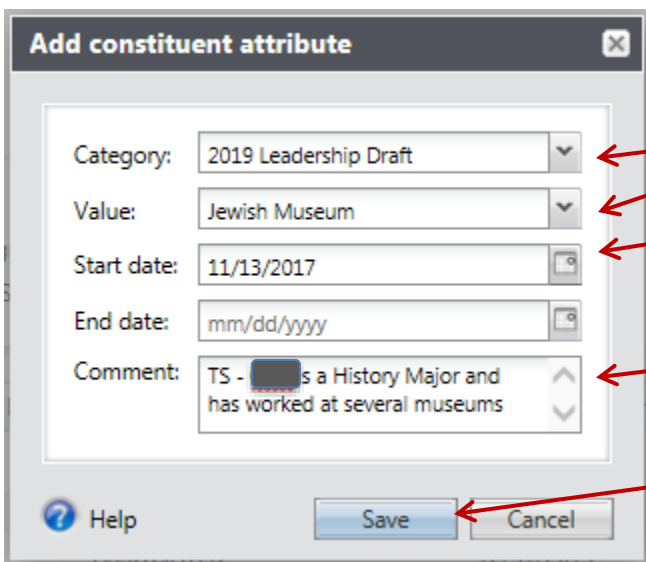 Add constituent attribute
Category: 2019 Leadership Draft
Value: Jewish Museum
Start date: 11/13/2017
End date: mm/dd/yyyy
Comment: TS - s a History Major and
has worked at several museums
Help Save Cancel